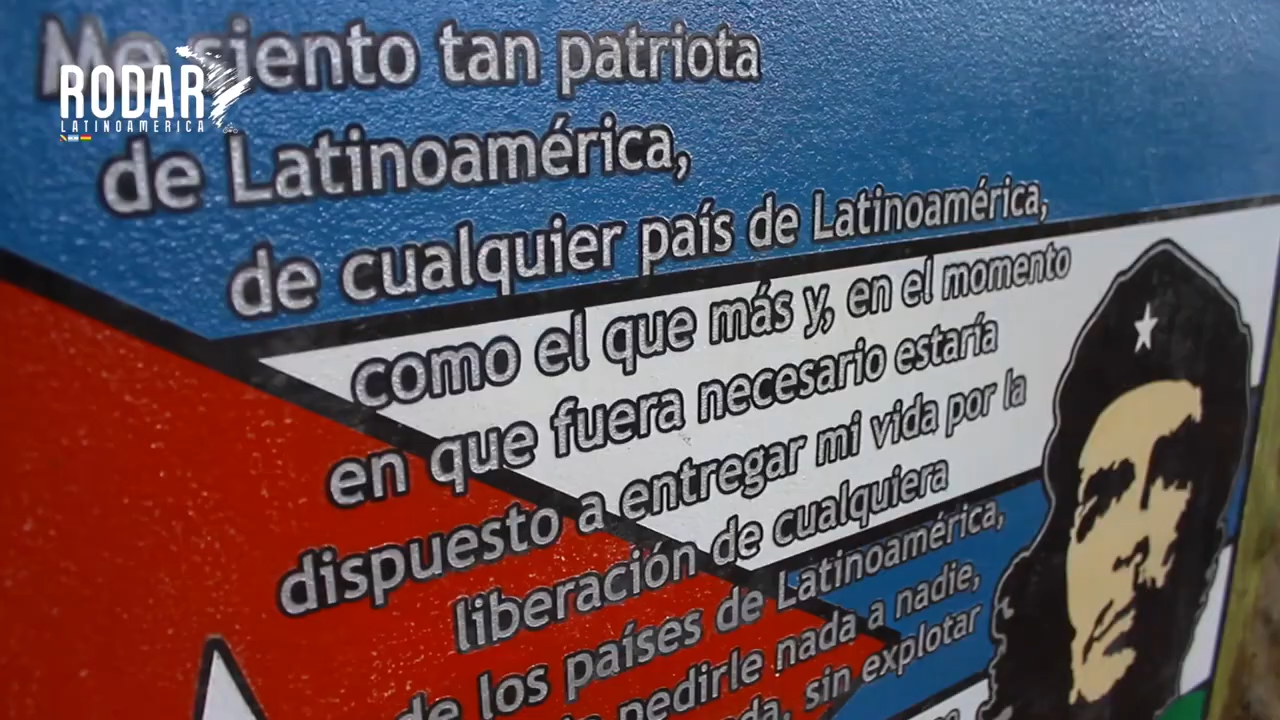 Me siento tan patriota
RODAR
LATINOAMERICA
de Latinoamérica,
de cualquier país de Latinoamérica,
como el que más y, en el momento
en que fuera necesario estaría
dispuesto a entregar mi vida por la
liberación de cualquiera
de los países de Latinoamérica,
pedirle nada a nadie,
sin explotar